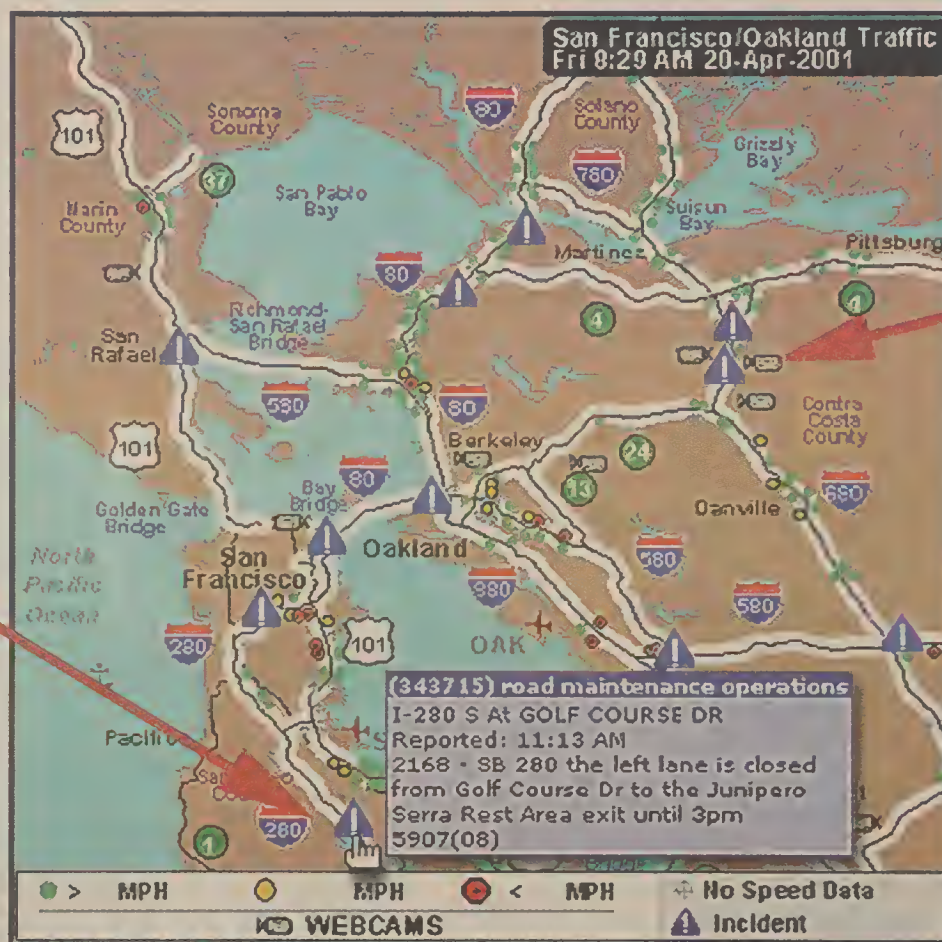 San Francisco/Oakland Traffic
Fri 8:29 AM 20-Apr-2001
80
Solano
County
Sonoma
County
101
Grizzly
Bay
780
37
San Pablo
Bay
Marin
County
Suisun
Bay
Martinez
Pittsburg
80
4
4
Richmond-
San Rafael
Bridge
San
Rafael
580
80
Contra
Costa
County
101
Berkeley
24
80
13
680
Bay
Bridge
Golden Gate
Bridge
Danville
Oakland
North
Pacific
Ocean
San
Francisco
580
880
580
280
101
OAK
(343715) road maintenance operations
I-280 S At GOLF COURSE DR
Reported: 11:13 AM
2168 - SB 280 the left lane is closed
from Golf Course Dr to the Junipero
Serra Rest Area exit until 3pm
5907(08)
Pacific
280
1
> MPH
MPH
< MPH
No Speed Data
WEBCAMS
Incident